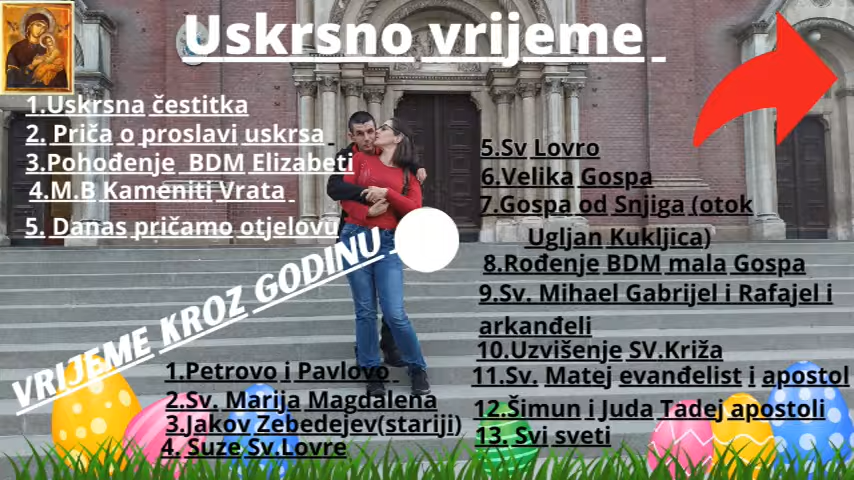 Uskrsno vrijeme
1.Uskrsna čestitka
2. Priča o proslavi uskrsa
3.Pohođenje BDM Elizabeti
4.M.B Kameniti Vrata
5. Danas pričamo otjelovu
VRIJEME KROZ GODINU
1.Petrovo i Pavlovo
2.Sv. Marija Magdalena
3.Jakov Zebedejev(stariji)
4. Suze Sv.Lovre
5.Sv Lovro
6.Velika Gospa
7.Gospa od Snjiga (otok
Ugljan Kukljica)
8.Rođenje BDM mala Gospa
9.Sv. Mihael Gabrijel i Rafajel i
arkanđeli
10.Uzvišenje SV.Križa
11.Sv. Matej evanđelist i apostol
12.Šimun i Juda Tadej apostoli
13. Svi sveti